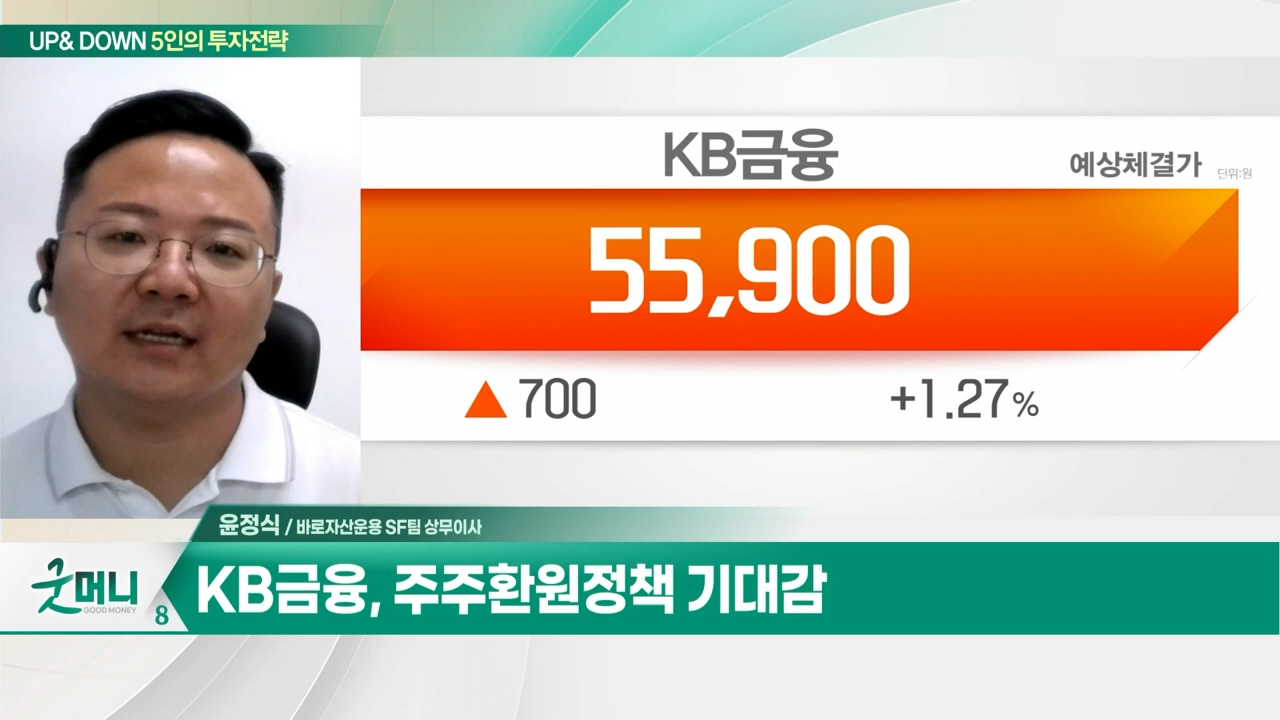 UP& DOWN 5인의 투자전략
KB금융
예상체결가
단위:원
55,900
▲ 700
+1.27%
윤정식 / 바로자산운용 SF팀 상무이사
굿머니
GOOD MONEY
8
KB금융, 주주환원정책 기대감